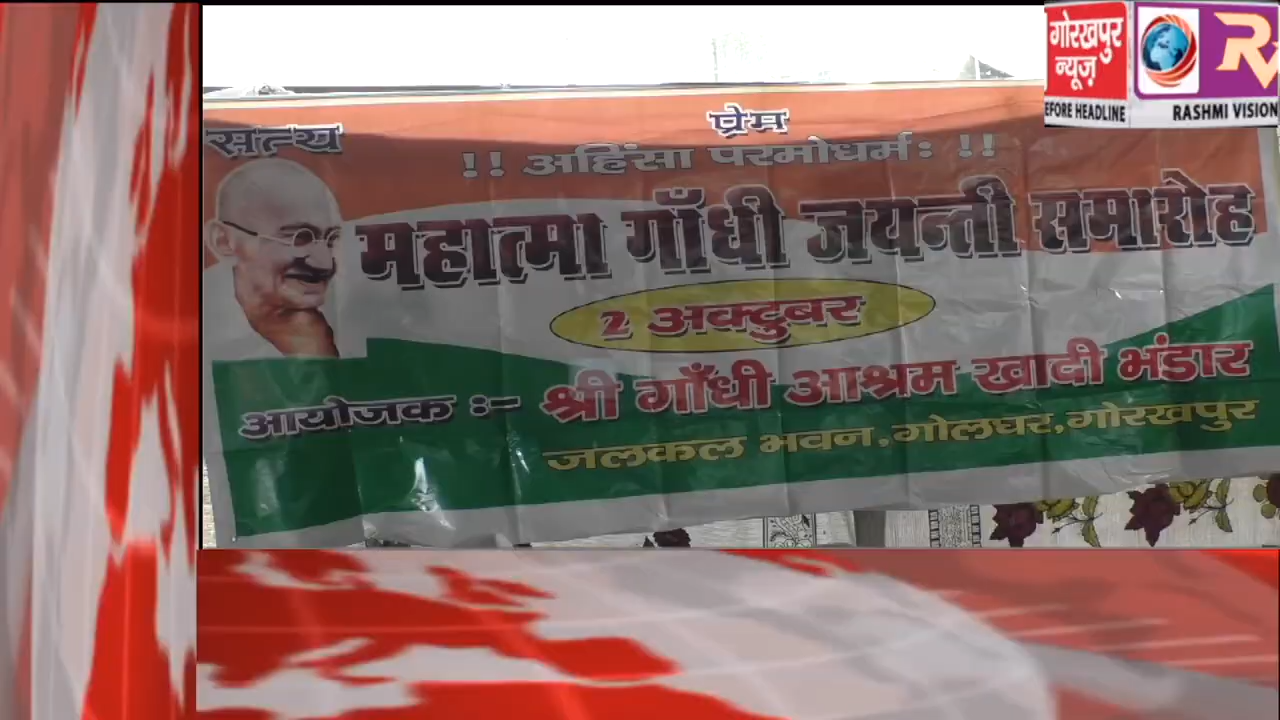 गोरखपुर
न्यूज़
EFORE HEADLINE
RASHMI VISION
सत्य
प्रेम
!! अहिंसा परमोधर्मः !!
महात्मा गाँधी जयन्ती समारोह
2 अक्टुबर
आयोजक :- श्री गाँधी आश्रम खादी भंडार
जलकल भवन,गोलघर,गोरखपुर